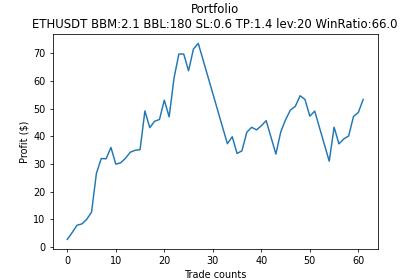 Portfolio
ETHUSDT BBM:2.1 BBL:180 SL:0.6 TP:1.4 lev:20 WinRatio:66.0
70
60
50
40
30
20
10
0
Profit ($)
0 10 20 30 40 50 60
Trade counts